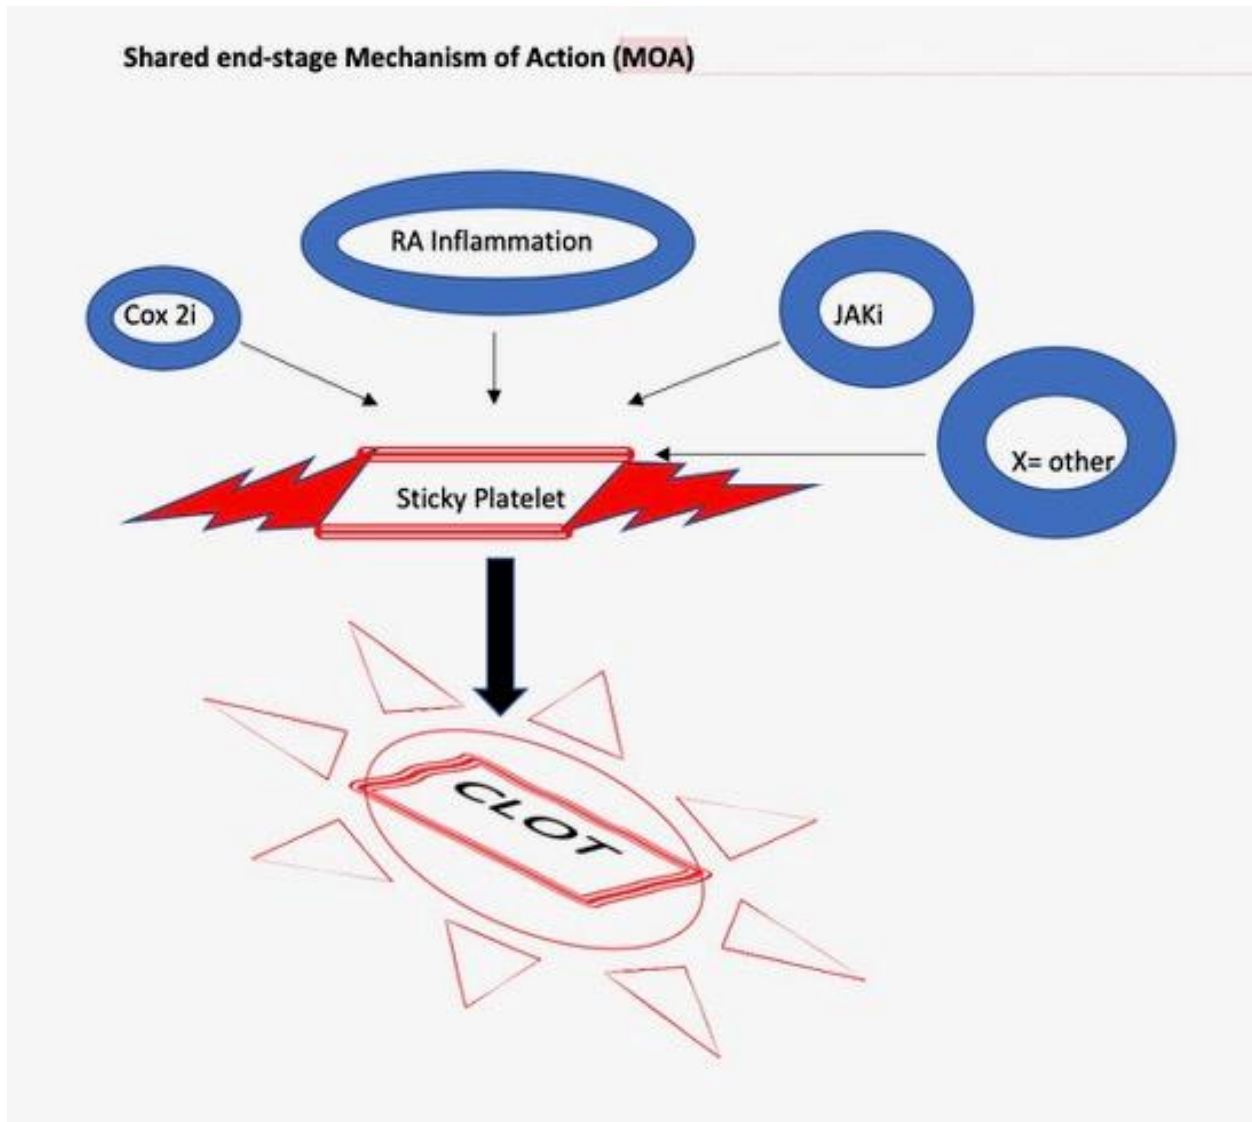 Shared end-stage Mechanism of Action (MOA)
RA Inflammation
Cox 2i
JAKi
X= other
Sticky Platelet
CLOT